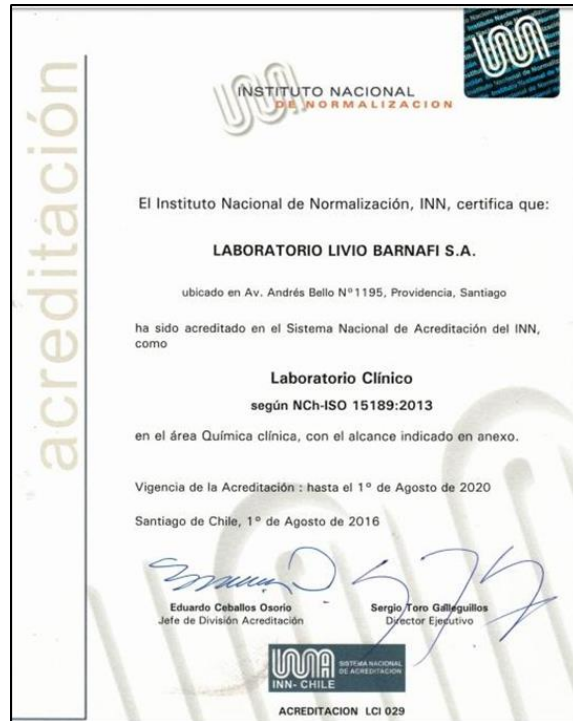 acreditación
INSTITUTO NACIONAL
DE NORMALIZACION
El Instituto Nacional de Normalización, INN, certifica que:
LABORATORIO LIVIO BARNAFI S.A.
ubicado en Av. Andrés Bello Nº1195, Providencia, Santiago
ha sido acreditado en el Sistema Nacional de Acreditación del INN,
como
Laboratorio Clínico
según NCh-ISO 15189:2013
en el área Química clínica, con el alcance indicado en anexo.
Vigencia de la Acreditación : hasta el 1º de Agosto de 2020
Santiago de Chile, 1º de Agosto de 2016
Eduardo Ceballos Osorio
Jefe de División Acreditación
Sergio Toro Galleguillos
Director Ejecutivo
INN- CHILE
SISTEMA NACIONAL
DE ACREDITACION
ACREDITACION LCI 029